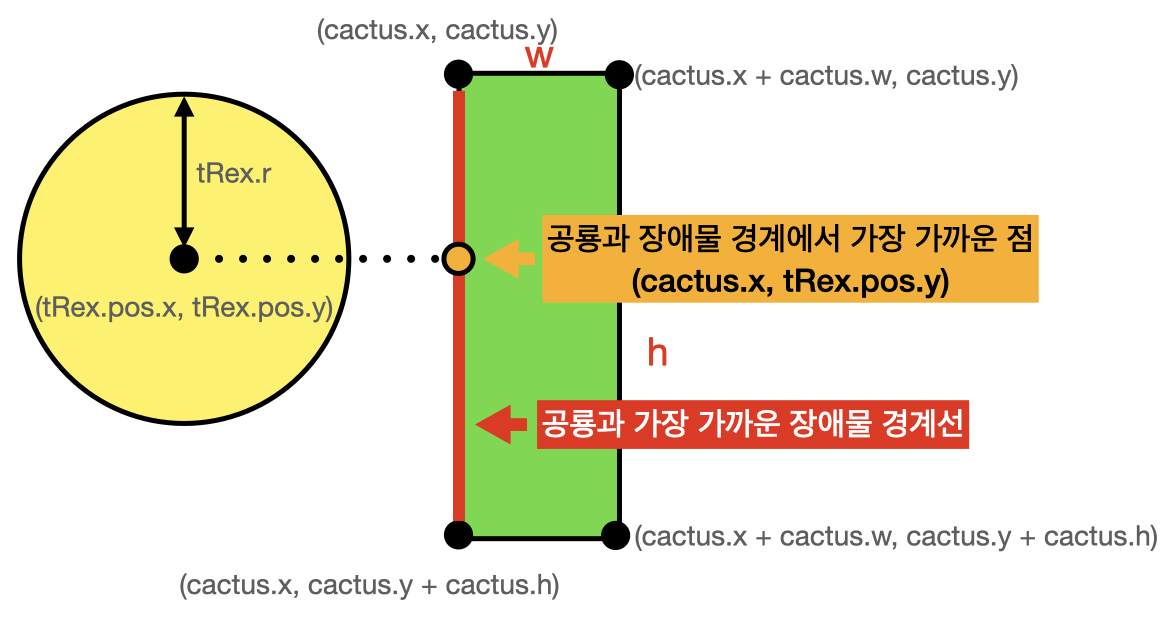 (cactus.x, cactus.y)
w
(cactus.x + cactus.w, cactus.y)
tRex.r
공룡과 장애물 경계에서 가장 가까운 점
(cactus.x, tRex.pos.y)
(tRex.pos.x, tRex.pos.y)
h
공룡과 가장 가까운 장애물 경계선
(cactus.x + cactus.w, cactus.y + cactus.h)
(cactus.x, cactus.y + cactus.h)